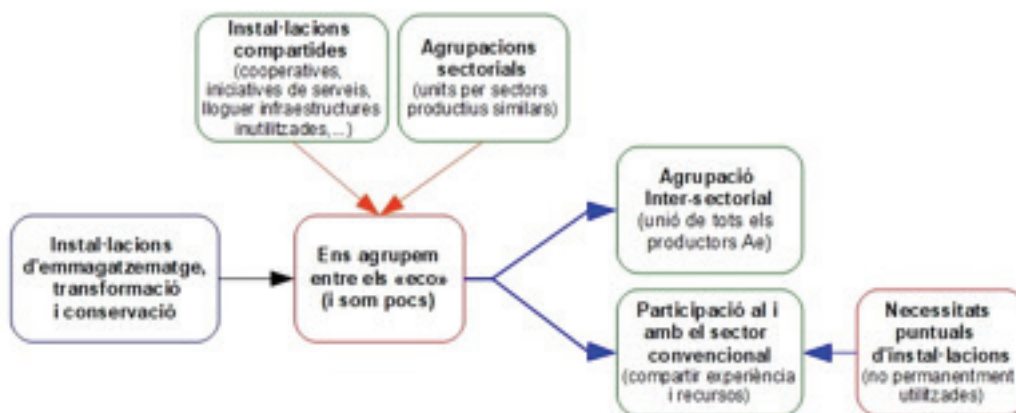 Instal·lacions
compartides
(cooperatives,
iniciatives de serveis,
lloguer infraestructures
inutilitzades,...)
Agrupacions
sectorials
(units per sectors
productius similars)
Instal·lacions
d'emmagatzematge,
transformació
i conservació
Ens agrupem
entre els «eco»
(i som pocs)
Agrupació
Inter-sectorial
(unió de tots els
productors Ae)
Participació al i
amb el sector
convencional
(compartir experiència
i recursos)
Necessitats
puntuals
d'instal·lacions
(no permanentment
utilitzades)